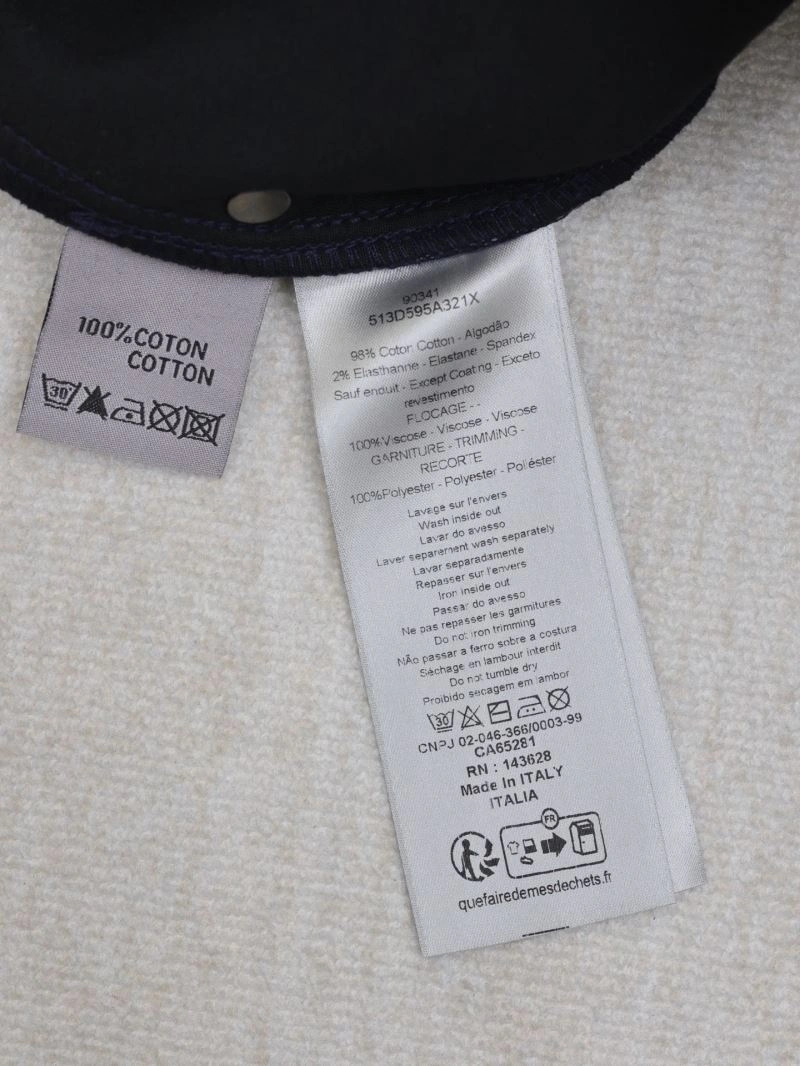 100%COTON
COTTON
30
90341
513D595A321X
98% Coton Cotton - Algodão
2% Elasthanne - Elastane - Spandex
Sauf enduit - Except Coating - Exceto
revestimento
FLOCAGE - -
100%Viscose - Viscose - Viscose
GARNITURE - TRIMMING -
RECORTE
100%Polyester - Polyester - Poliéster
Lavage sur l'envers
Wash inside out
Lavar do avesso
Laver separement wash separately
Lavar separadamente
Repasser sur l'envers
Iron inside out
Passar do avesso
Ne pas repasser les garmitures
Do not iron trimming
NÃo passar a ferro sobre a costura
Séchage en lambour interdit
Do not tumble dry
Proibido secagem em lambor
30
CNPJ 02-046-366/0003-99
CA65281
RN : 143628
Made In ITALY
ITALIA
FR
quefairedemesdechets.fr